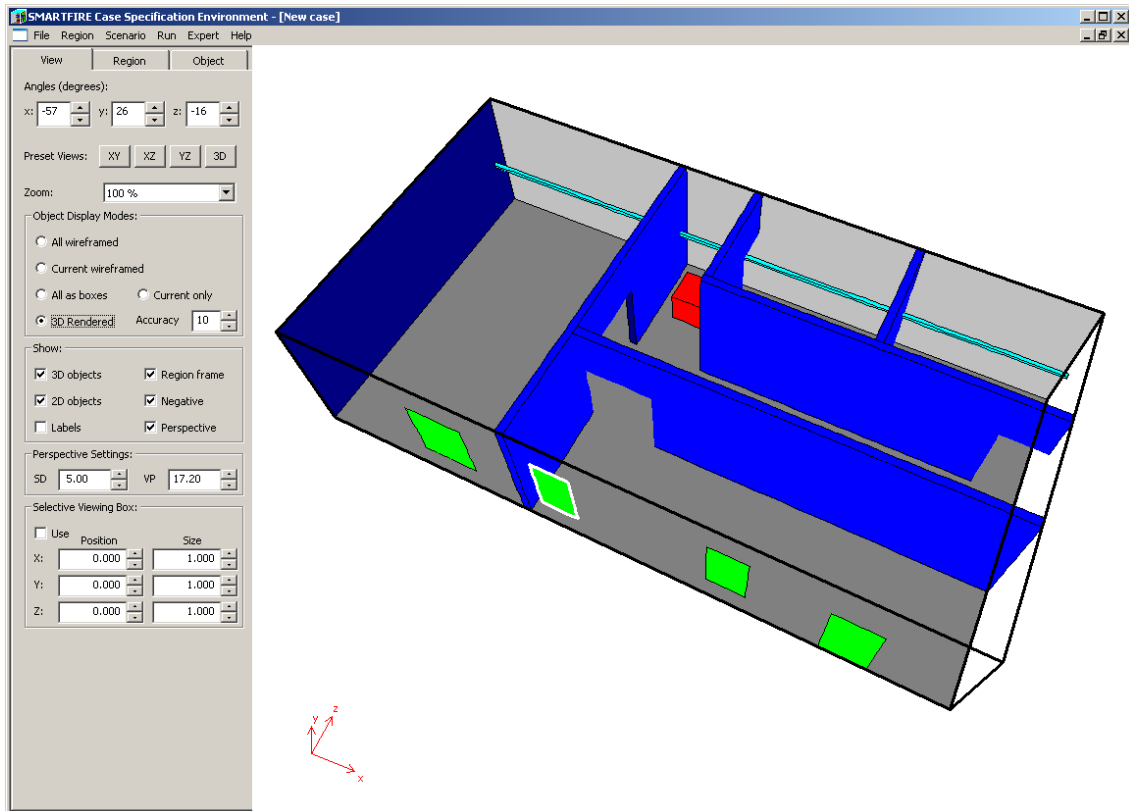 SMARTFIRE Case Specification Environment - [New case]
File Region Scenario Run Expert Help
View Region Object
Angles (degrees):
x: -57 y: 26 z: -16
Preset Views: XY XZ YZ 3D
Zoom: 100 %
Object Display Modes:
All wireframed
Current wireframed
All as boxes Current only
3D Rendered Accuracy 10
Show:
3D objects Region frame
2D objects Negative
Labels Perspective
Perspective Settings:
SD 5.00 VP 17.20
Selective Viewing Box:
Use
Position Size
X: 0.000 1.000
Y: 0.000 1.000
Z: 0.000 1.000
z
y
x